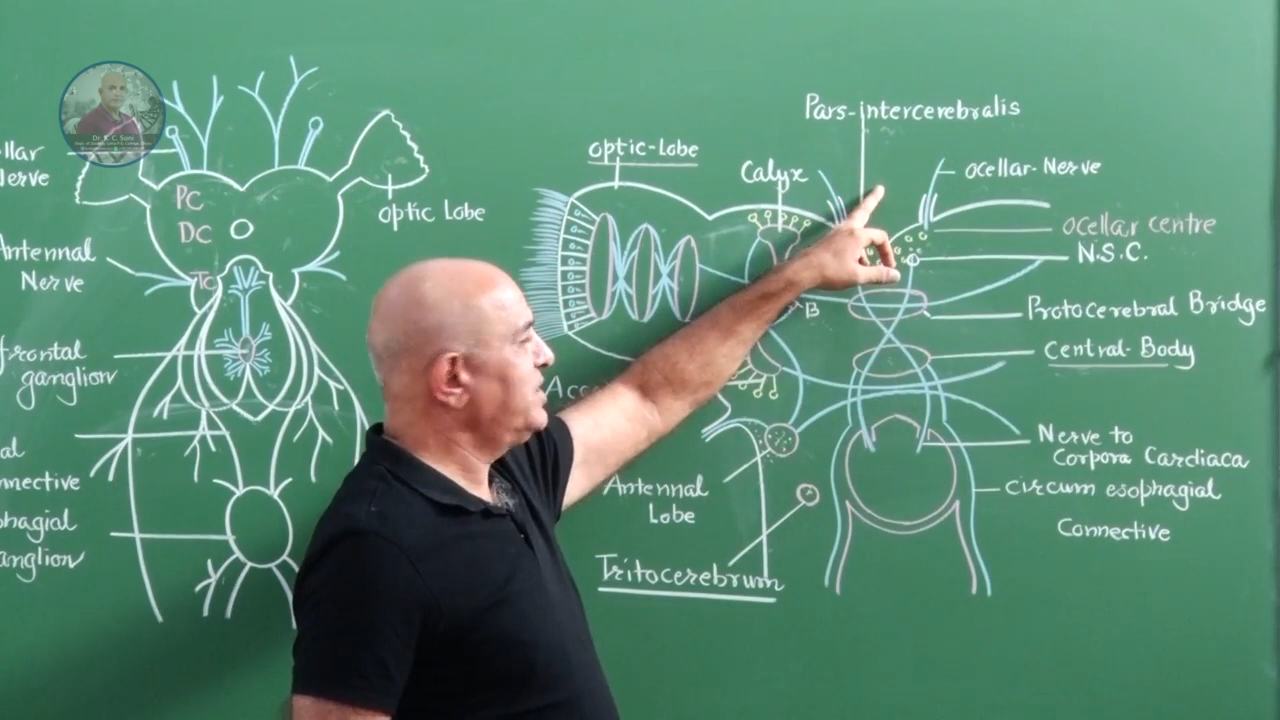 Dr. K. C. Soni
llar
erve
PC
DC
Tc
optic Lobe
Antennal
Nerve
frontal
ganglion
al
nnective
phagial
anglion
Pars-intercerebralis
optic-Lobe
Calyx
ocellar-Nerve
ocellar centre
N.S.C.
Protocerebral Bridge
B
Central-Body
Acc
Nerve to
Corpora Cardiaca
Antennal
Lobe
Circum esophagial
Connective
Tritocerebrum